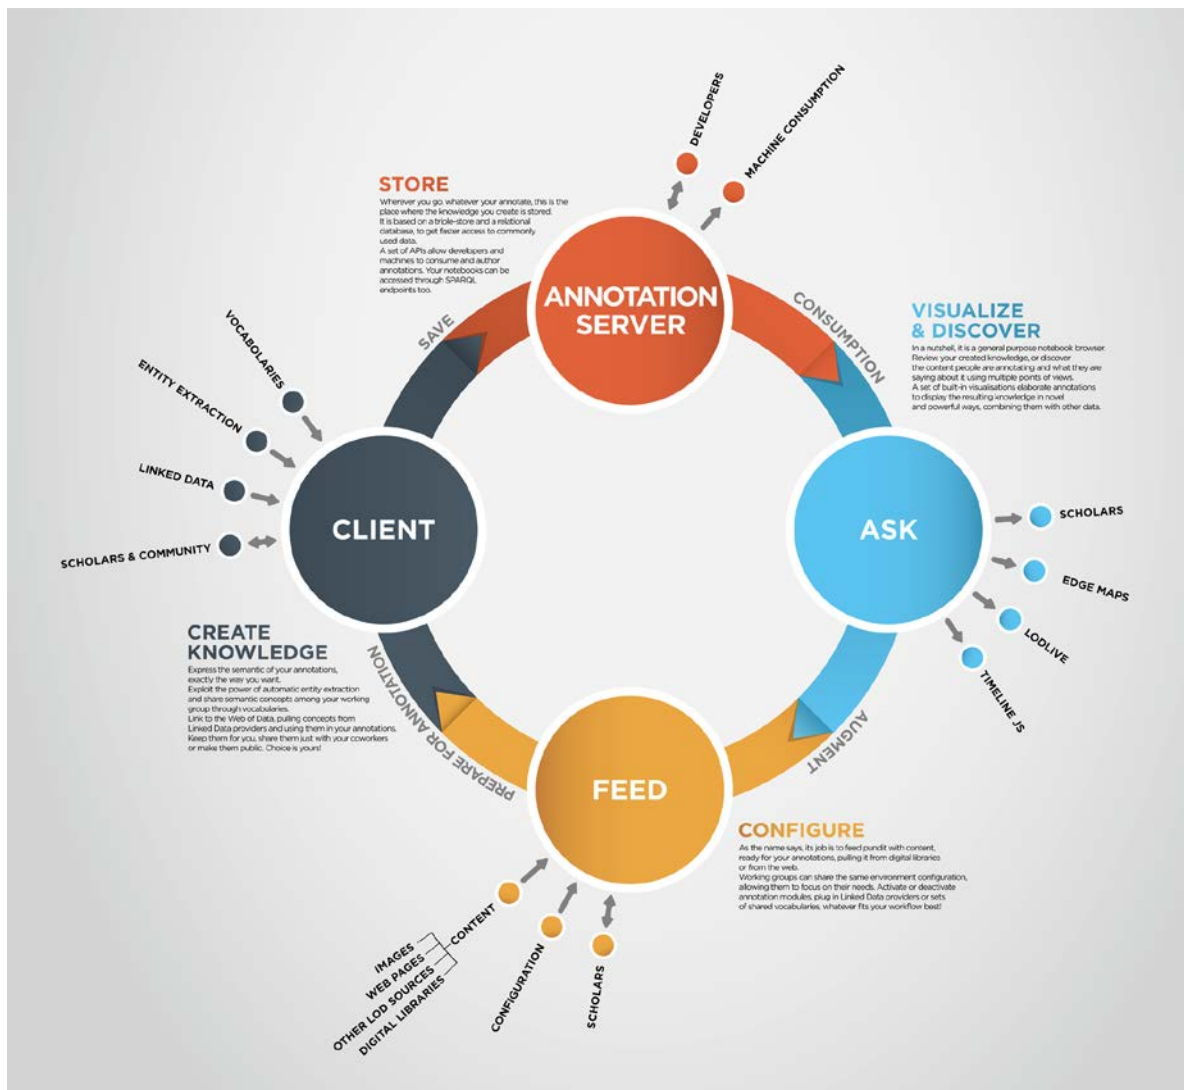 DEVELOPERS
MACHINE CONSUMPTION
STORE
Wherever you go, whatever your annotate, this is the
place where the knowledge you create is stored.
It is based on a triple-store and a relational
database, to get faster access to commonly
used data.
A set of APIs allow developers and
machines to consume and author
annotations. Your notebooks can be
accessed through SPARQL
endpoints too.
ANNOTATION
SERVER
SAVE
CONSUMPTION
VISUALIZE
& DISCOVER
In a nutshell, it is a general purpose notebook browser.
Review your created knowledge, or discover
the content people are annotating and what they are
saying about it using multiple points of views.
A set of built-in visualisations elaborate annotations
to display the resulting knowledge in novel
and powerful ways, combining them with other data.
VOCABOLARIES
ENTITY EXTRACTION
LINKED DATA
SCHOLARS & COMMUNITY
CLIENT
ASK
SCHOLARS
EDGE MAPS
LODLIVE
TIMELINE JS
CREATE
KNOWLEDGE
Express the semantic of your annotations,
exactly the way you want.
Exploit the power of automatic entity extraction
and share semantic concepts among your working
group through vocabularies.
Link to the Web of Data, pulling concepts from
Linked Data providers and using them in your annotations.
Keep them for you, share them just with your coworkers
or make them public. Choice is yours!
PREPARE FOR ANNOTATION
AUGMENT
FEED
CONFIGURE
As the name says, its job is to feed pundit with content,
ready for your annotations, pulling it from digital libraries
or from the web.
Working groups can share the same environment configuration,
allowing them to focus on their needs. Activate or deactivate
annotation modules, plug in Linked Data providers or sets
of shared vocabularies, whatever fits your workflow best!
CONTENT
IMAGES
WEB PAGES
OTHER LOD SOURCES
DIGITAL LIBRARIES
CONFIGURATION
SCHOLARS